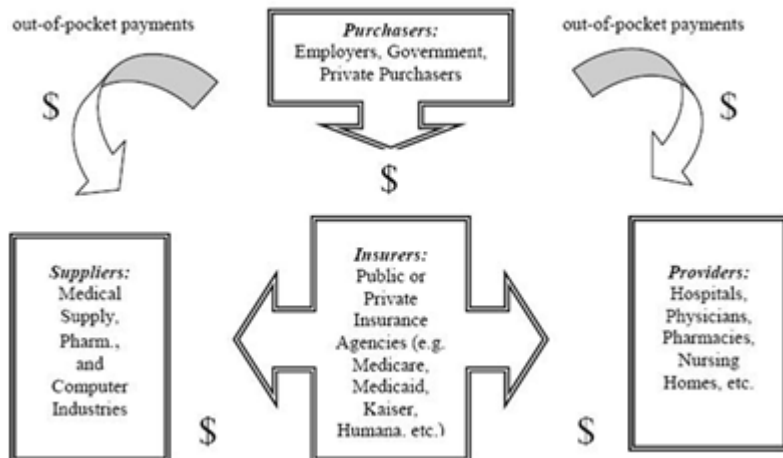 out-of-pocket payments
Purchasers:
Employers, Government,
Private Purchasers
out-of-pocket payments
$
$
$
Suppliers:
Medical
Supply,
Pharm.,
and
Computer
Industries
Insurers:
Public or
Private
Insurance
Agencies (e.g.
Medicare,
Medicaid,
Kaiser,
Humana, etc.)
Providers:
Hospitals,
Physicians,
Pharmacies,
Nursing
Homes, etc.
$
$